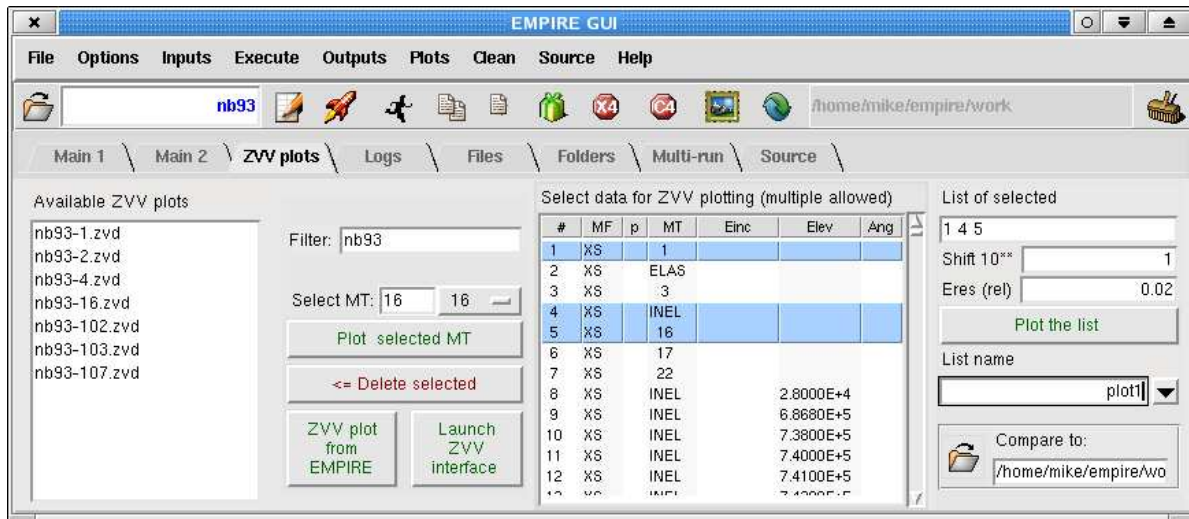 EMPIRE GUI
File Options Inputs Execute Outputs Plots Clean Source Help
nb93 X4 C4 /home/mike/empire/work
Main 1 Main 2 ZVV plots Logs Files Folders Multi-run Source
Available ZVV plots
nb93-1.zvd
nb93-2.zvd
nb93-4.zvd
nb93-16.zvd
nb93-102.zvd
nb93-103.zvd
nb93-107.zvd
Filter: nb93
Select MT: 16 16
Plot selected MT
<= Delete selected
ZVV plot from EMPIRE
Launch ZVV interface
Select data for ZVV plotting (multiple allowed)
# MF p MT Einc Elev Ang
1 XS 1
2 XS ELAS
3 XS 3
4 XS INEL
5 XS 16
6 XS 17
7 XS 22
8 XS INEL 2.8000E+4
9 XS INEL 6.8680E+5
10 XS INEL 7.3800E+5
11 XS INEL 7.4000E+5
12 XS INEL 7.4100E+5
List of selected
1 4 5
Shift 10** 1
Eres (rel) 0.02
Plot the list
List name
plot1
Compare to:
/home/mike/empire/wo